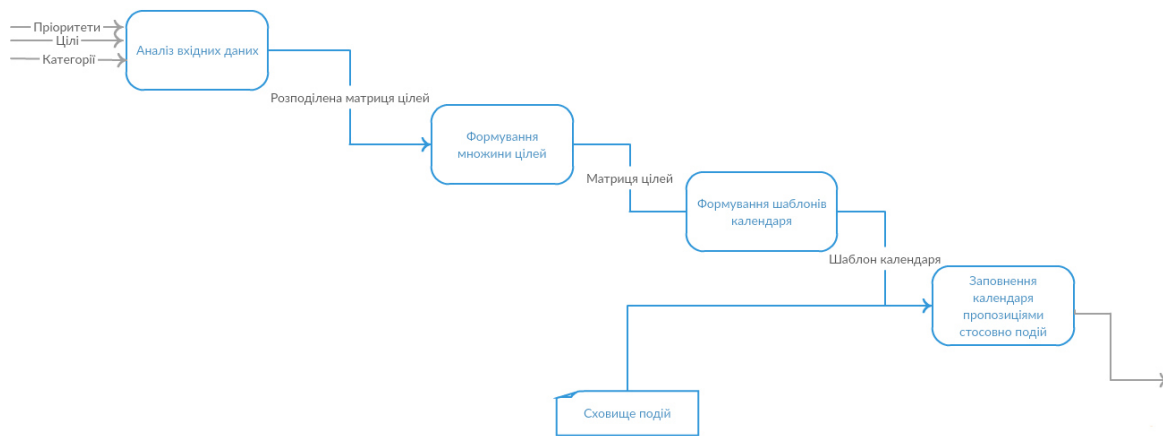 Пріоритети
Цілі
Категорії
Аналіз вхідних даних
Розподілена матриця цілей
Формування
множини цілей
Матриця цілей
Формування шаблонів
календаря
Шаблон календаря
Заповнення
календаря
пропозиціями
стосовно подій
Сховище подій